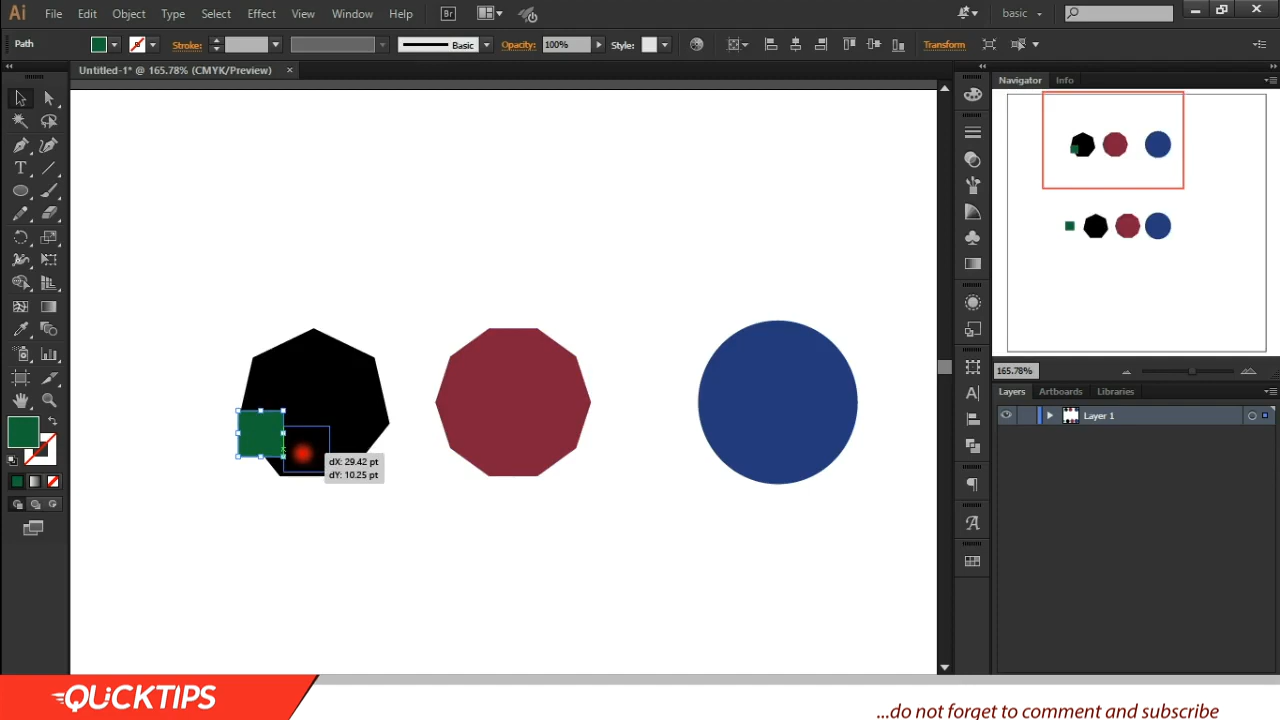 Ai File Edit Object Type Select Effect View Window Help Br basic
Path Stroke: Basic Opacity: 100% Style: Transform
Untitled-1* @ 165.78% (CMYK/Preview) ×
Navigator Info
165.78%
Layers Artboards Libraries
Layer 1
dX: 29.42 pt
dY: 10.25 pt
QUCKTIPS
...do not forget to comment and subscribe